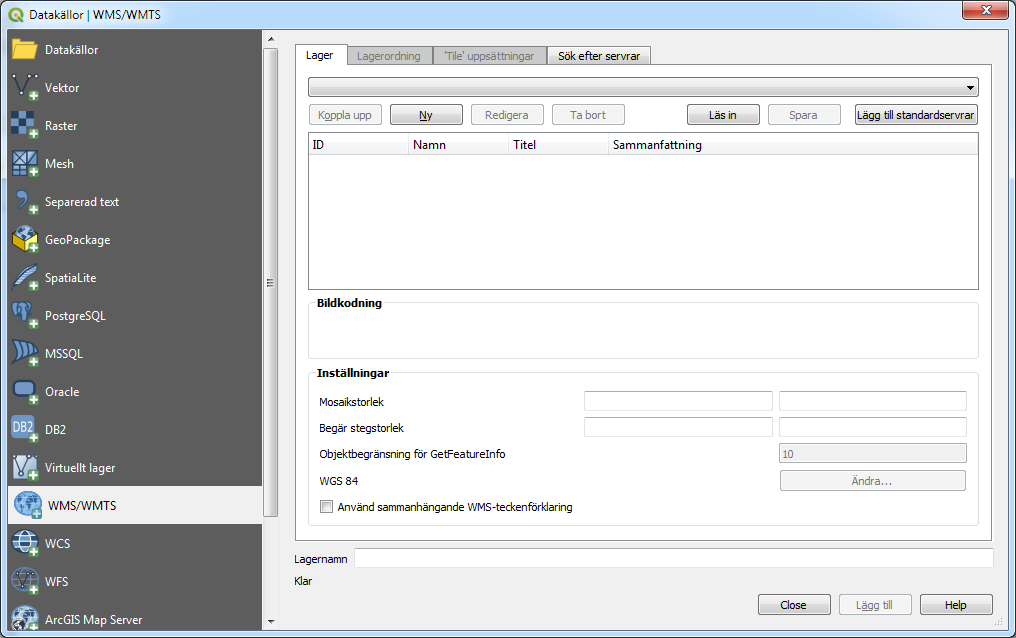 Datakällor | WMS/WMTS
Datakällor
Vektor
Raster
Mesh
Separerad text
GeoPackage
SpatiaLite
PostgreSQL
MSSQL
Oracle
DB2
DB2
Virtuellt lager
WMS/WMTS
WCS
WFS
ArcGIS Map Server
Lager Lagerordning 'Tile' uppsättningar Sök efter servrar
Koppla upp Ny Redigera Ta bort Läs in Spara Lägg till standardservrar
ID Namn Titel Sammanfattning
Bildkodning
Inställningar
Mosaikstorlek
Begär stegstorlek
Objektbegränsning för GetFeatureInfo 10
WGS 84 Ändra...
Använd sammanhängande WMS-teckenförklaring
Lagernamn
Klar
Close Lägg till Help